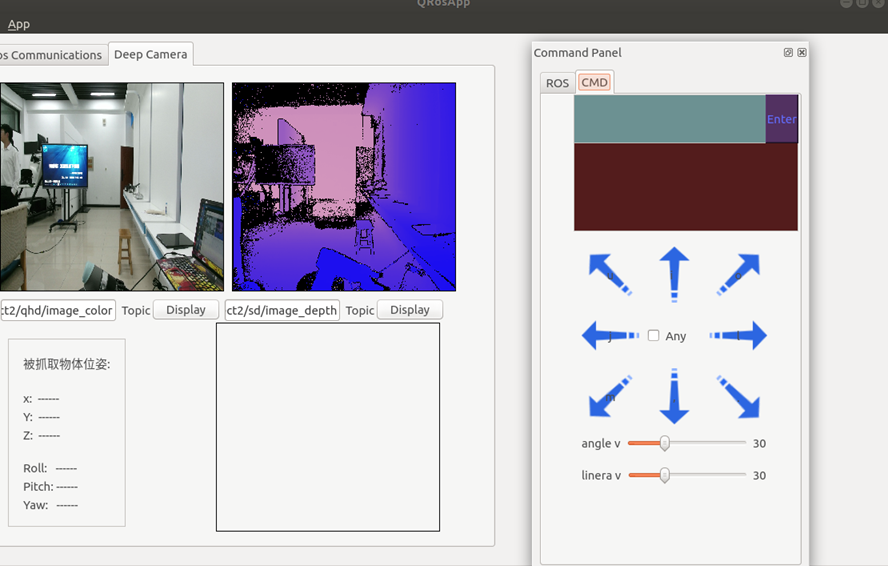 QRosApp
App
os Communications
Deep Camera
Command Panel
ROS
CMD
Enter
ct2/qhd/image_color
Topic
Display
ct2/sd/image_depth
Topic
Display
Any
被抓取物体位姿:
x: ------
Y: ------
Z: ------
Roll: ------
Pitch: ------
Yaw: ------
angle v
30
linera v
30